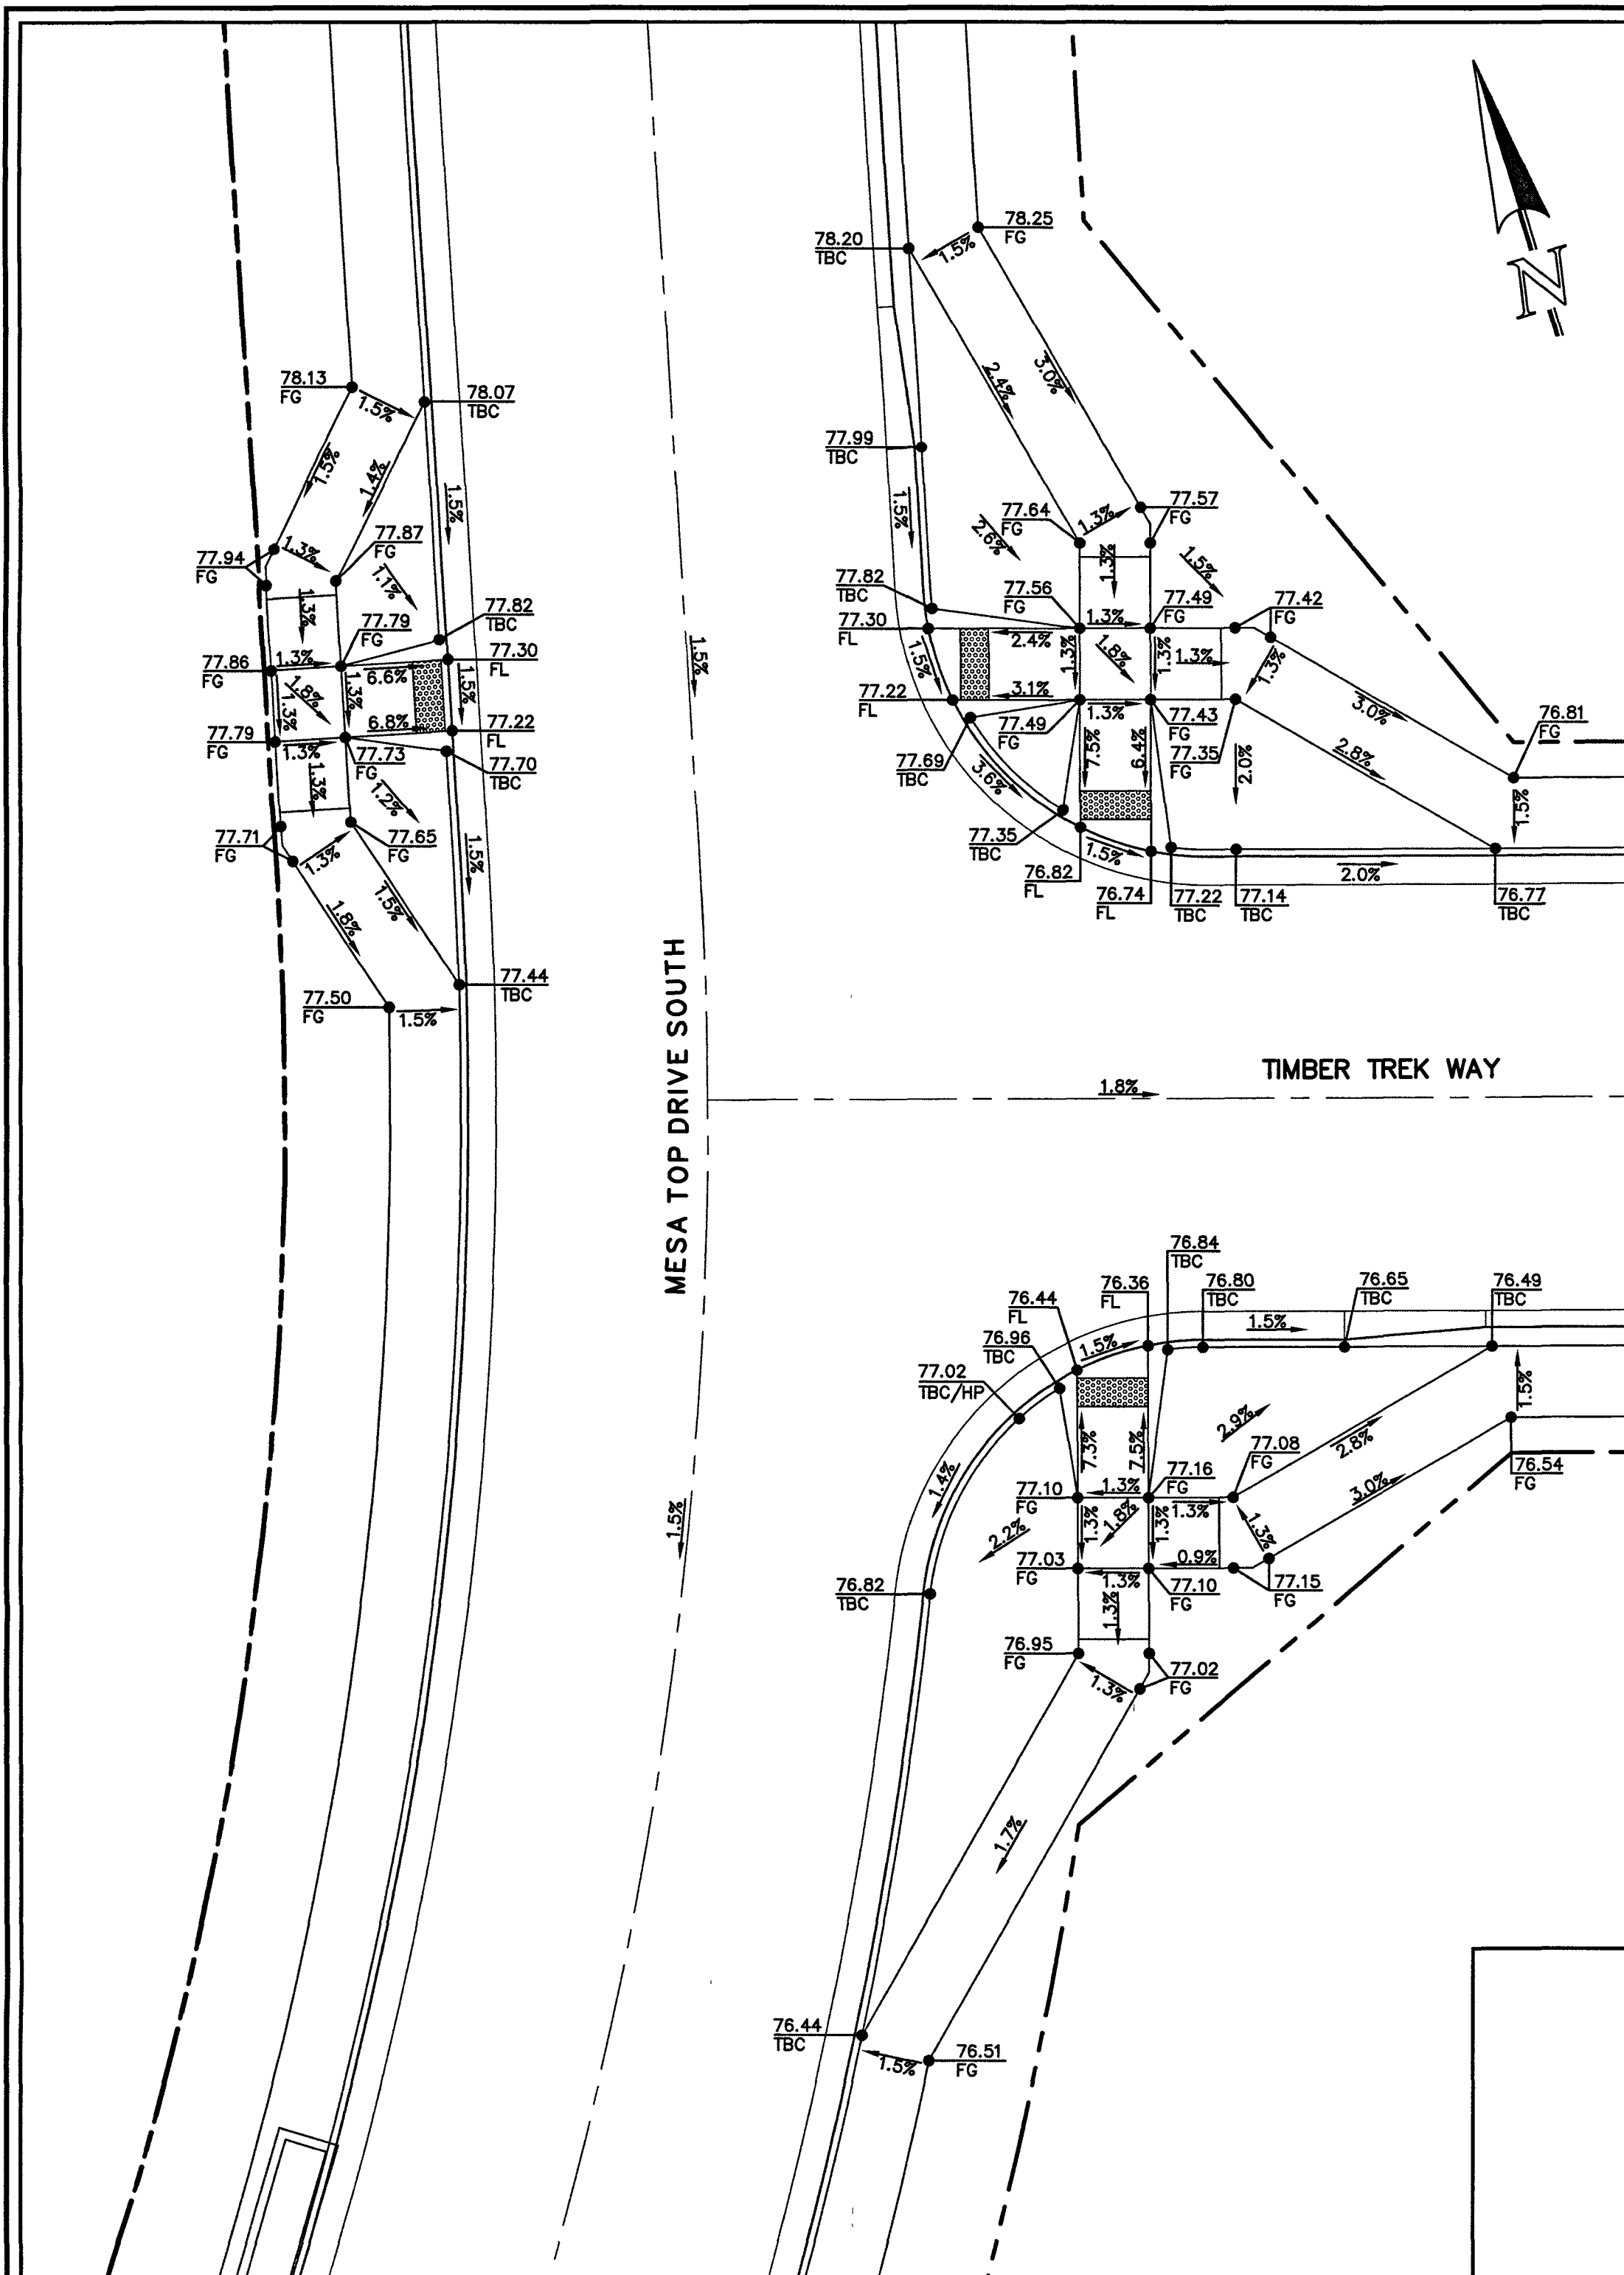 78.25
FG
78.20
TBC
1.5%
N
78.13
FG
78.07
TBC
1.5%
2.4%
3.0%
77.99
TBC
1.5%
1.4%
1.5%
1.5%
77.64
FG
77.57
FG
1.3%
2.6%
77.94
FG
77.87
FG
1.3%
1.1%
1.3%
1.5%
77.82
TBC
77.56
FG
77.49
FG
77.42
FG
1.3%
77.79
FG
77.82
TBC
77.30
FL
1.3%
2.4%
77.86
FG
1.3%
6.6%
77.30
FL
1.5%
1.5%
1.3%
1.8%
1.3%
1.3%
1.3%
1.3%
1.8%
1.3%
1.5%
77.22
FL
3.1%
3.0%
77.79
FG
6.8%
77.22
FL
77.49
FG
1.3%
77.43
FG
76.81
FG
1.3%
77.73
FG
77.70
TBC
77.69
TBC
7.5%
6.4%
77.35
FG
2.0%
2.8%
1.3%
1.2%
3.6%
1.5%
77.71
FG
77.65
FG
1.3%
1.5%
77.35
TBC
1.5%
2.0%
76.82
FL
76.74
FL
77.22
TBC
77.14
TBC
76.77
TBC
1.8%
1.5%
77.50
FG
77.44
TBC
1.5%
MESA TOP DRIVE SOUTH
TIMBER TREK WAY
1.8%
76.84
TBC
76.36
FL
76.80
TBC
76.65
TBC
76.49
TBC
76.44
FL
1.5%
76.96
TBC
1.5%
77.02
TBC/HP
1.5%
2.9%
7.3%
7.5%
2.8%
77.08
FG
76.54
FG
1.4%
77.10
FG
1.3%
77.16
FG
3.0%
1.3%
1.5%
2.2%
1.3%
1.8%
1.3%
1.3%
77.03
FG
0.9%
1.3%
77.10
FG
77.15
FG
76.82
TBC
1.3%
76.95
FG
77.02
FG
1.3%
1.7%
76.44
TBC
76.51
FG
1.5%